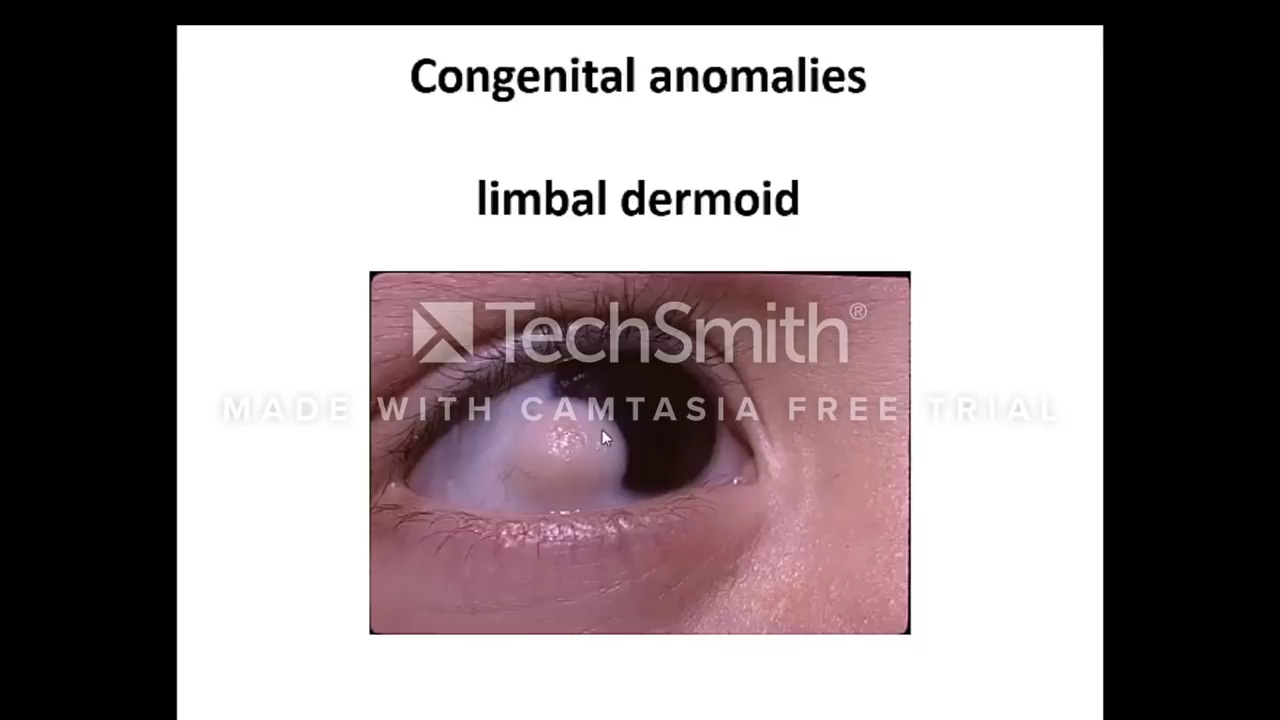 Congenital anomalies
limbal dermoid
TechSmith®
MADE WITH CAMTASIA FREE TRIAL